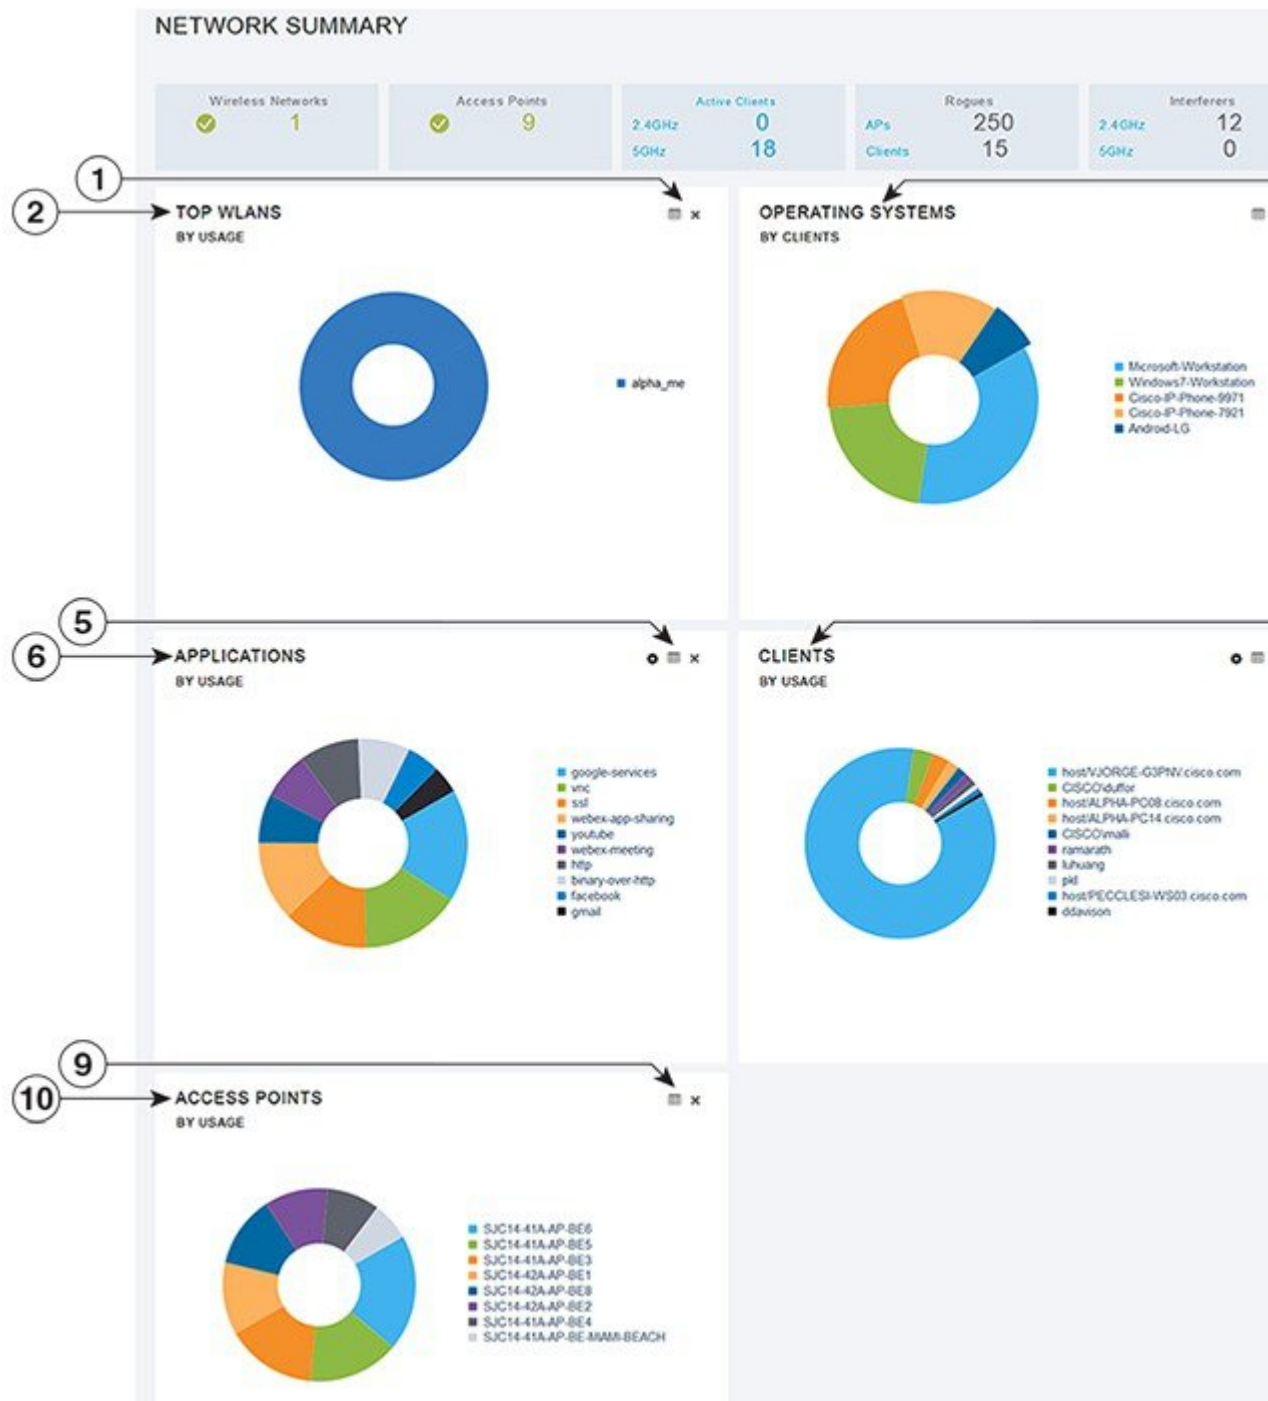 NETWORK SUMMARY
Wireless Networks
1
Access Points
9
Active Clients
2.4GHz 0
5GHz 18
Rogues
APs 250
Clients 15
Interferers
2.4GHz 12
5GHz 0
1
2
TOP WLANS
BY USAGE
alpha_me
OPERATING SYSTEMS
BY CLIENTS
Microsoft-Workstation
Windows7-Workstation
Cisco-IP-Phone-9971
Cisco-IP-Phone-7921
Android-LG
5
6
APPLICATIONS
BY USAGE
google-services
vnc
ssl
webex-app-sharing
youtube
webex-meeting
http
binary-over-http
facebook
gmail
CLIENTS
BY USAGE
host/VJORGE-G3PNV.cisco.com
CISCO\duffor
host/ALPHA-PC08.cisco.com
host/ALPHA-PC14.cisco.com
CISCO\malli
ramarath
luhuang
pkl
host/PECCLESI-WS03.cisco.com
ddavison
9
10
ACCESS POINTS
BY USAGE
SJC14-41A-AP-BE6
SJC14-41A-AP-BE5
SJC14-41A-AP-BE3
SJC14-42A-AP-BE1
SJC14-42A-AP-BE8
SJC14-42A-AP-BE2
SJC14-41A-AP-BE4
SJC14-41A-AP-BE-MIAMI-BEACH